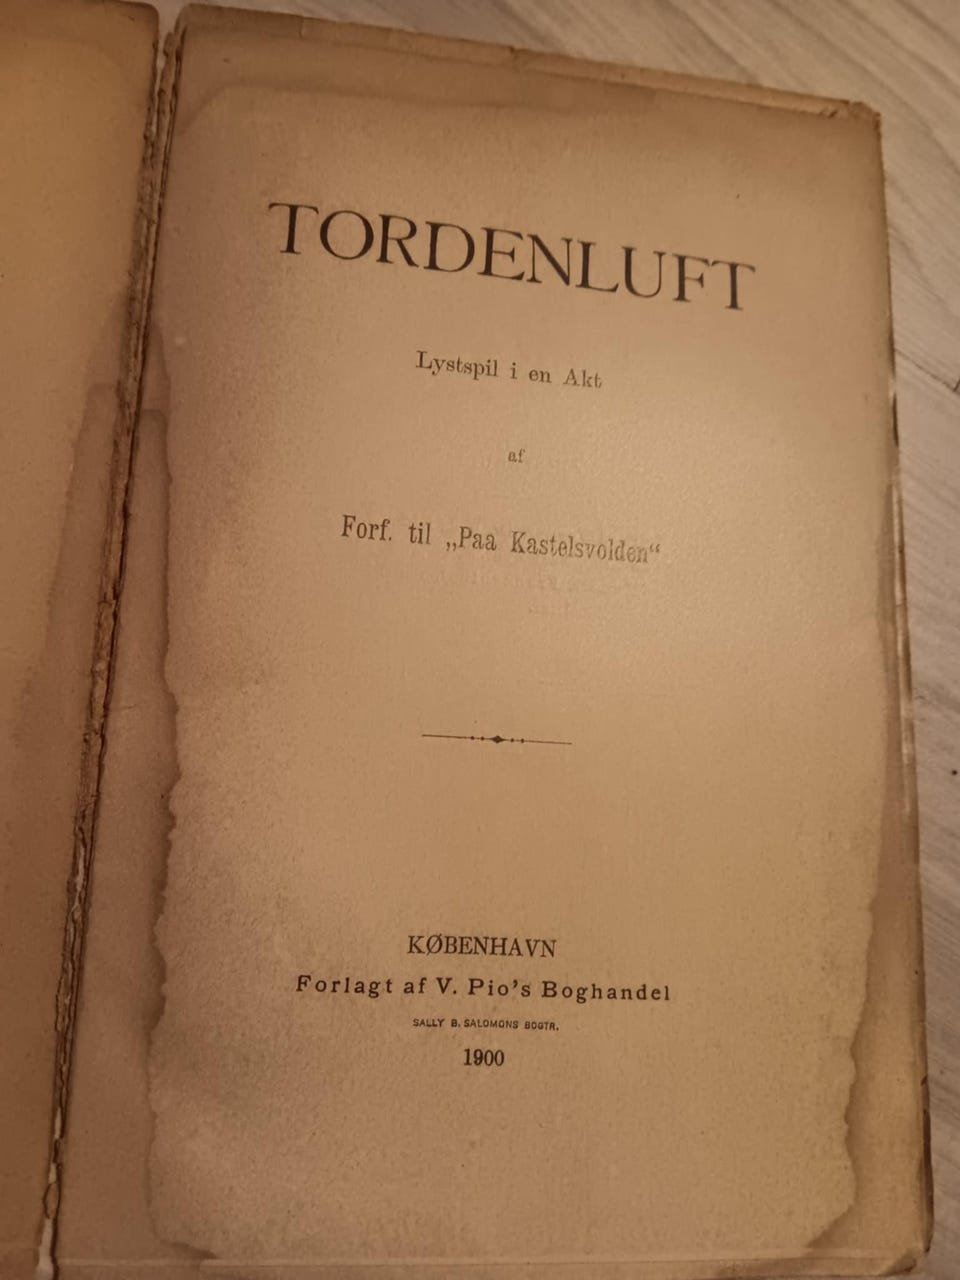 TORDENLUFT
Lystspil i en Akt
af
Forf. til „Paa Kastelsvolden“
KØBENHAVN
Forlagt af V. Pio's Boghandel
SALLY B. SALOMONS BOGTR.
1900